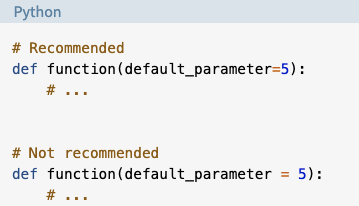 Python
# Recommended
def function(default_parameter=5):
    # ...
# Not recommended
def function(default_parameter = 5):
    # ...